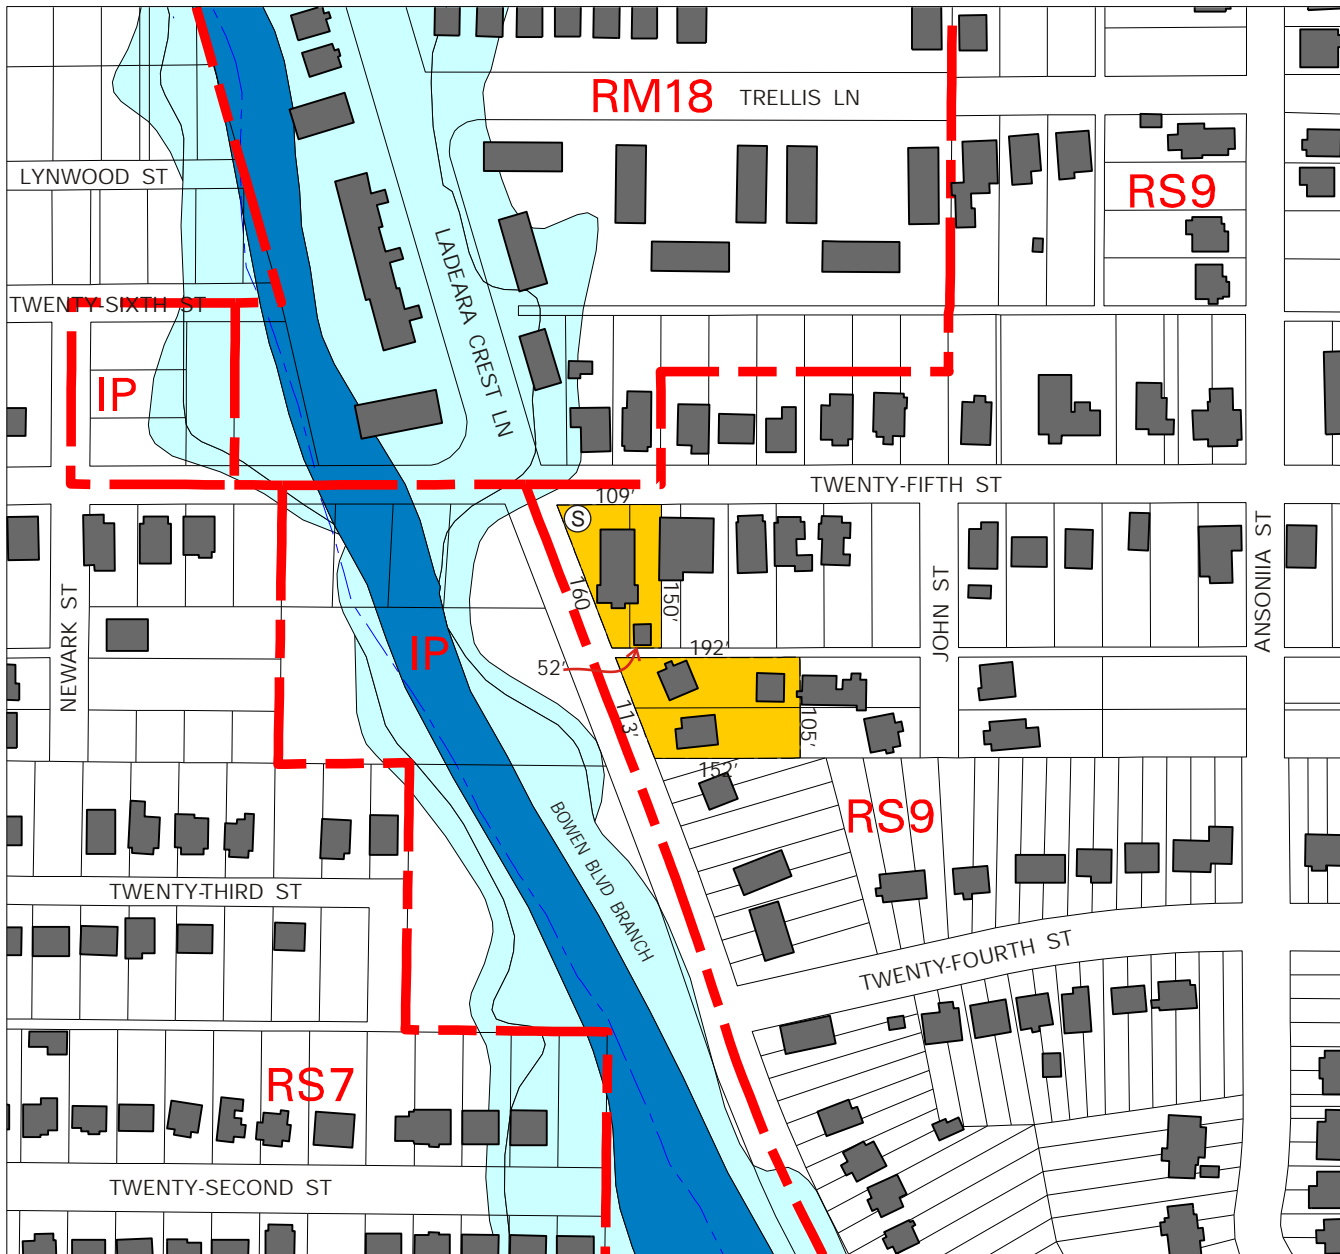 RM18
TRELLIS LN
LYNWOOD ST
RS9
LADEARA CREST LN
TWENTY-SIXTH ST
IP
TWENTY-FIFTH ST
109'
S
160
150'
JOHN ST
ANSONIIA ST
NEWARK ST
IP
52'
192'
113'
105'
152'
BOWEN BLVD BRANCH
RS9
TWENTY-THIRD ST
TWENTY-FOURTH ST
RS7
TWENTY-SECOND ST